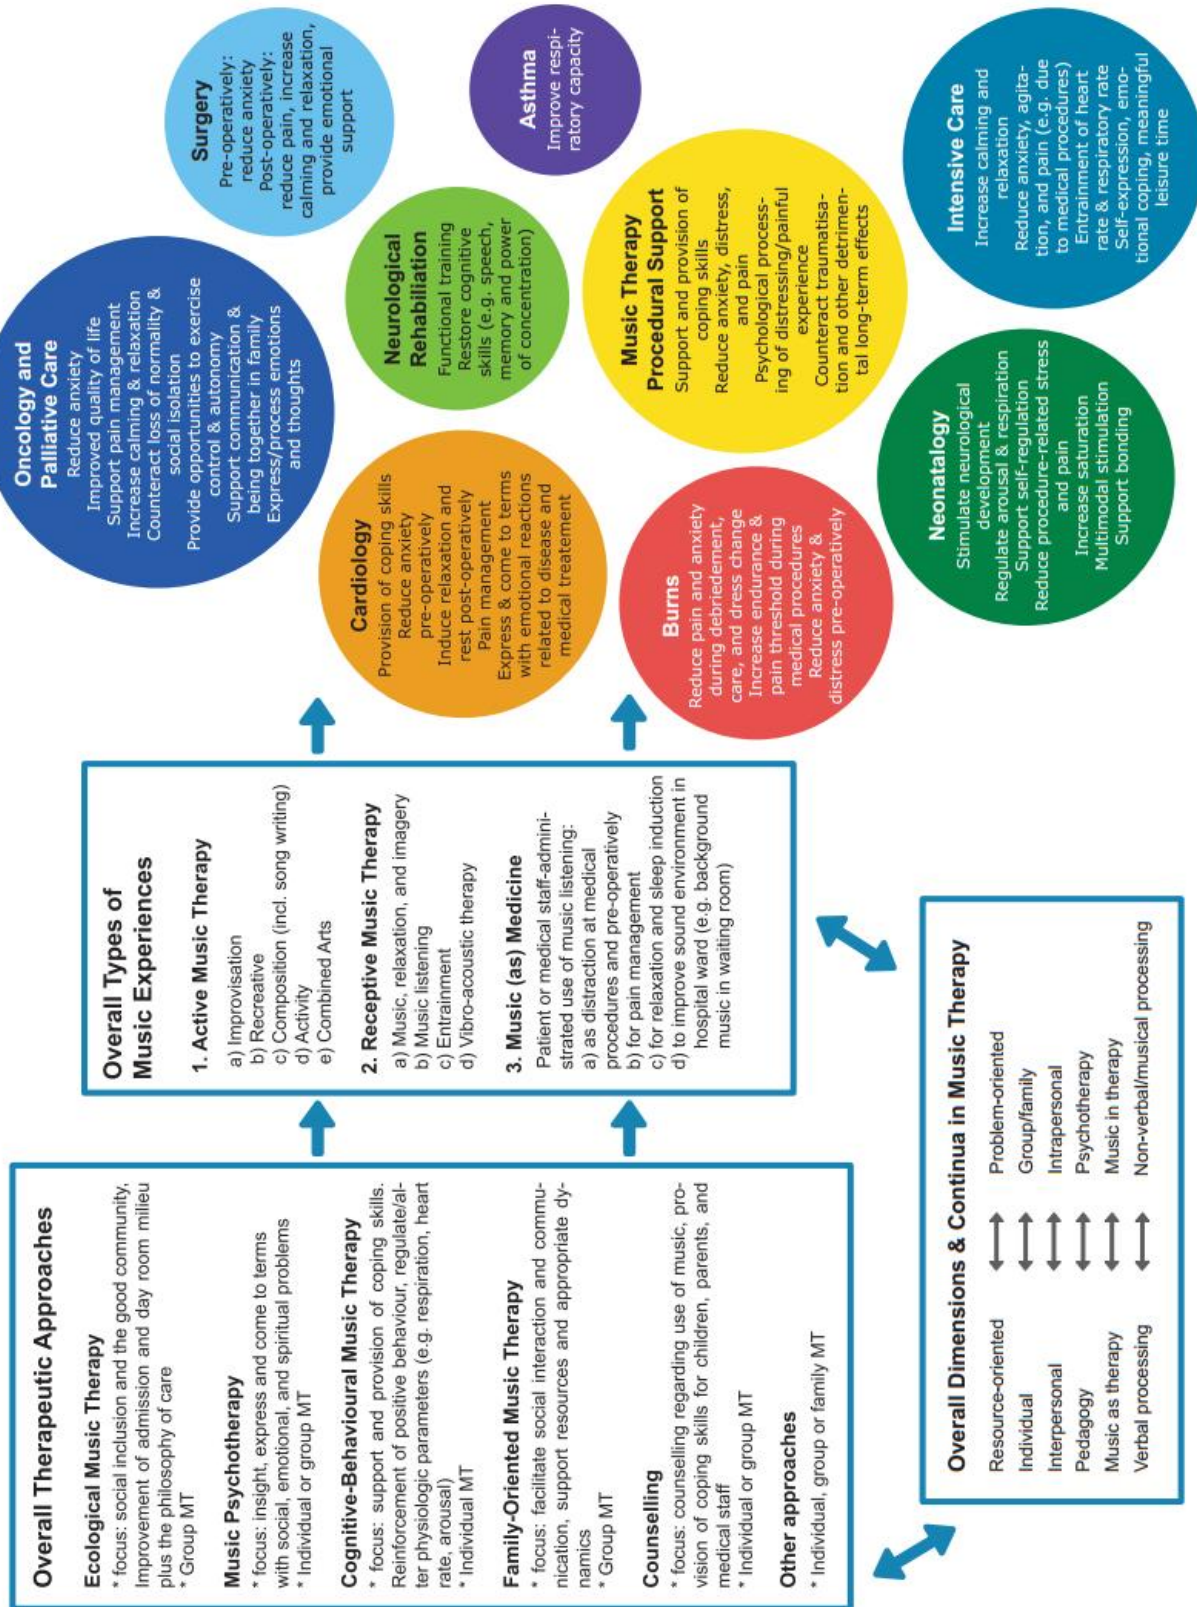 Overall Therapeutic Approaches
Ecological Music Therapy
* focus: social inclusion and the good community,
Improvement of admission and day room milieu
plus the philosophy of care
* Group MT
Music Psychotherapy
* focus: insight, express and come to terms
with social, emotional, and spiritual problems
* Individual or group MT
Cognitive-Behavioural Music Therapy
* focus: support and provision of coping skills.
Reinforcement of positive behaviour, regulate/al-
ter physiologic parameters (e.g. respiration, heart
rate, arousal)
* Individual MT
Family-Oriented Music Therapy
* focus: facilitate social interaction and commu-
nication, support resources and appropriate dy-
namics
* Group MT
Counselling
* focus: counselling regarding use of music, pro-
vision of coping skills for children, parents, and
medical staff
* Individual or group MT
Other approaches
* Individual, group or family MT
Overall Types of
Music Experiences
1. Active Music Therapy
a) Improvisation
b) Recreative
c) Composition (incl. song writing)
d) Activity
e) Combined Arts
2. Receptive Music Therapy
a) Music, relaxation, and imagery
b) Music listening
c) Entrainment
d) Vibro-acoustic therapy
3. Music (as) Medicine
Patient or medical staff-admini-
strated use of music listening:
a) as distraction at medical
procedures and pre-operatively
b) for pain management
c) for relaxation and sleep induction
d) to improve sound environment in
hospital ward (e.g. background
music in waiting room)
Overall Dimensions & Continua in Music Therapy
Resource-oriented Problem-oriented
Individual Group/family
Interpersonal Intrapersonal
Pedagogy Psychotherapy
Music as therapy Music in therapy
Verbal processing Non-verbal/musical processing
Oncology and
Palliative Care
Reduce anxiety
Improved quality of life
Support pain management
Increase calming & relaxation
Counteract loss of normality &
social isolation
Provide opportunities to exercise
control & autonomy
Support communication &
being together in family
Express/process emotions
and thoughts
Surgery
Pre-operatively:
reduce anxiety
Post-operatively:
reduce pain, increase
calming and relaxation,
provide emotional
support
Cardiology
Provision of coping skills
Reduce anxiety
pre-operatively
Induce relaxation and
rest post-operatively
Pain management
Express & come to terms
with emotional reactions
related to disease and
medical treatement
Neurological
Rehabiliation
Functional training
Restore cognitive
skills (e.g. speech,
memory and power
of concentration)
Asthma
Improve respi-
ratory capacity
Burns
Reduce pain and anxiety
during debriedement,
care, and dress change
Increase endurance &
pain threshold during
medical procedures
Reduce anxiety &
distress pre-operatively
Music Therapy
Procedural Support
Support and provision of
coping skills
Reduce anxiety, distress,
and pain
Psychological process-
ing of distressing/painful
experience
Counteract traumatisa-
tion and other detrimen-
tal long-term effects
Neonatalogy
Stimulate neurological
development
Regulate arousal & respiration
Support self-regulation
Reduce procedure-related stress
and pain
Increase saturation
Multimodal stimulation
Support bonding
Intensive Care
Increase calming and
relaxation
Reduce anxiety, agita-
tion, and pain (e.g. due
to medical procedures)
Entrainment of heart
rate & respiratory rate
Self-expression, emo-
tional coping, meaningful
leisure time